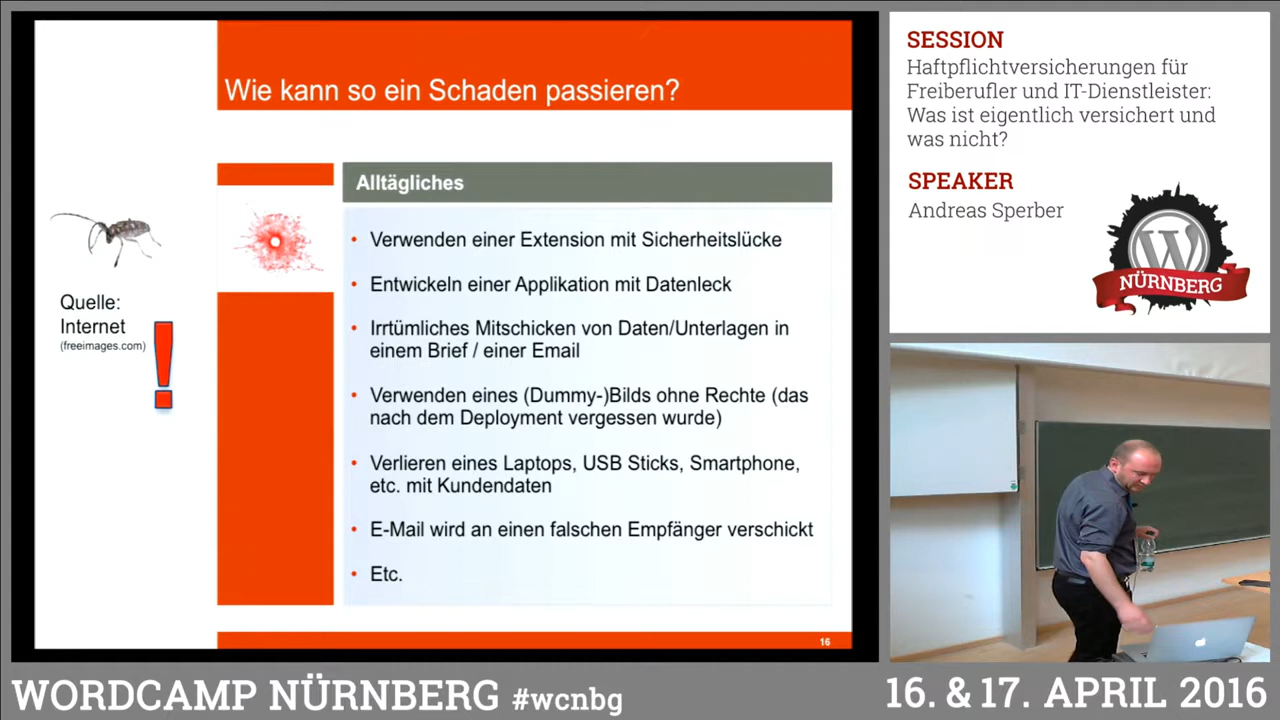 Wie kann so ein Schaden passieren?
Alltägliches
• Verwenden einer Extension mit Sicherheitslücke
• Entwickeln einer Applikation mit Datenleck
• Irrtümliches Mitschicken von Daten/Unterlagen in
einem Brief / einer Email
• Verwenden eines (Dummy-)Bilds ohne Rechte (das
nach dem Deployment vergessen wurde)
• Verlieren eines Laptops, USB Sticks, Smartphone,
etc. mit Kundendaten
• E-Mail wird an einen falschen Empfänger verschickt
• Etc.
Quelle:
Internet
(freeimages.com)
!
16
SESSION
Haftpflichtversicherungen für
Freiberufler und IT-Dienstleister:
Was ist eigentlich versichert und
was nicht?
SPEAKER
Andreas Sperber
W
NÜRNBERG
WORDCAMP NÜRNBERG #wcnbg
16. & 17. APRIL 2016